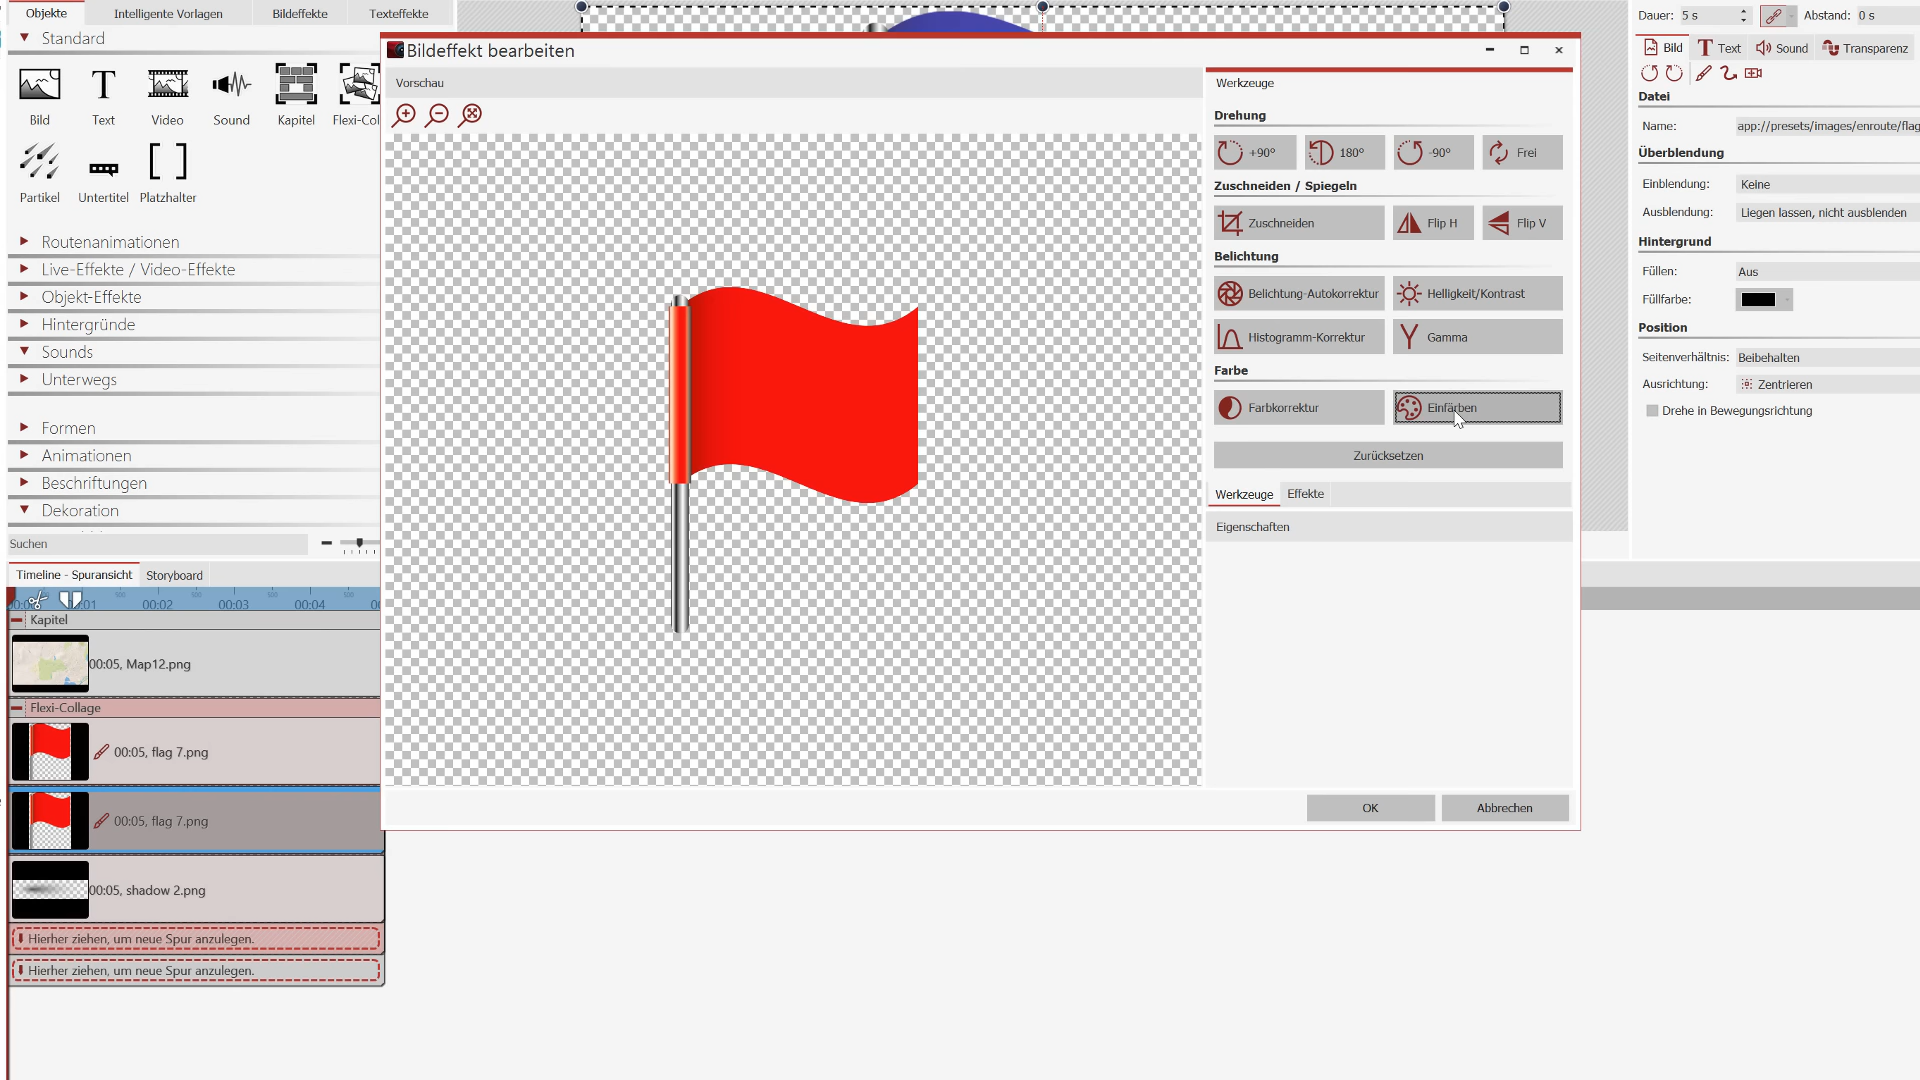 Objekte
Intelligente Vorlagen
Bildeffekte
Texteffekte
Standard
Bild
Text
Video
Sound
Kapitel
Flexi-Col
Partikel
Untertitel
Platzhalter
Routenanimationen
Live-Effekte / Video-Effekte
Objekt-Effekte
Hintergründe
Sounds
Unterwegs
Formen
Animationen
Beschriftungen
Dekoration
Suchen
Timeline - Spuransicht
Storyboard
00:02
00:03
00:04
Kapitel
00:05, Map12.png
Flexi-Collage
00:05, flag 7.png
00:05, flag 7.png
00:05, shadow 2.png
Hierher ziehen, um neue Spur anzulegen.
Hierher ziehen, um neue Spur anzulegen.
Bildeffekt bearbeiten
Vorschau
Werkzeuge
Drehung
+90°
180°
-90°
Frei
Zuschneiden / Spiegeln
Zuschneiden
Flip H
Flip V
Belichtung
Belichtung-Autokorrektur
Helligkeit/Kontrast
Histogramm-Korrektur
Gamma
Farbe
Farbkorrektur
Einfärben
Zurücksetzen
Werkzeuge
Effekte
Eigenschaften
OK
Abbrechen
Dauer: 5 s
Abstand: 0 s
Bild
Text
Sound
Transparenz
Datei
Name: app://presets/images/enroute/flag
Überblendung
Einblendung: Keine
Ausblendung: Liegen lassen, nicht ausblenden
Hintergrund
Füllen: Aus
Füllfarbe:
Position
Seitenverhältnis: Beibehalten
Ausrichtung: Zentrieren
Drehe in Bewegungsrichtung